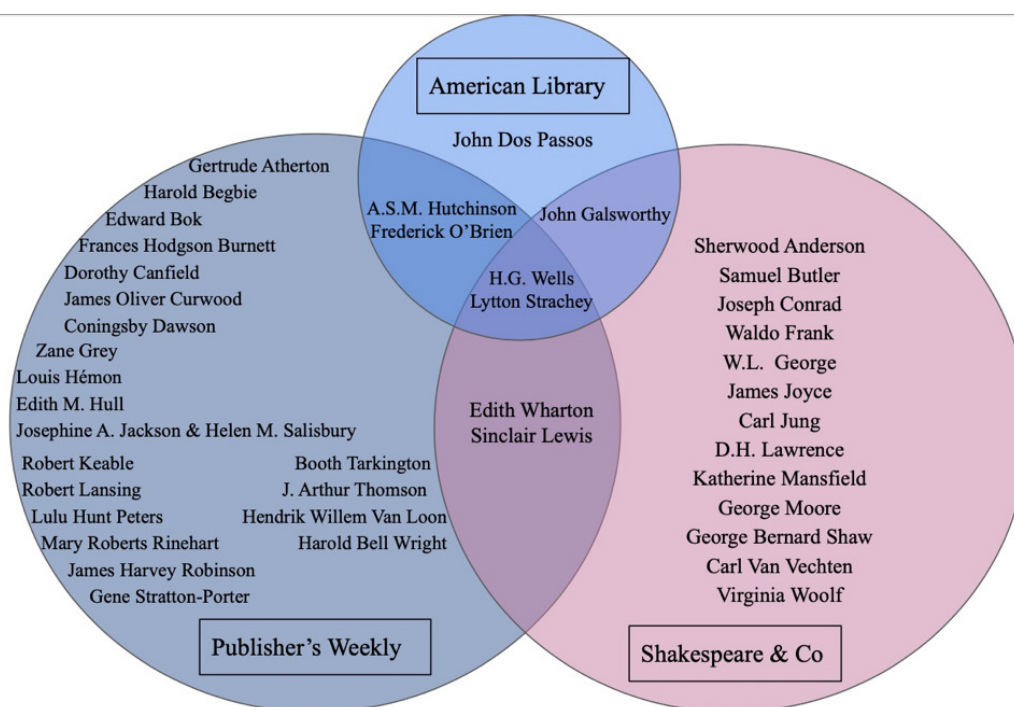 American Library
John Dos Passos
A.S.M. Hutchinson
Frederick O’Brien
John Galsworthy
H.G. Wells
Lytton Strachey
Gertrude Atherton
Harold Begbie
Edward Bok
Frances Hodgson Burnett
Dorothy Canfield
James Oliver Curwood
Coningsby Dawson
Zane Grey
Louis Hémon
Edith M. Hull
Josephine A. Jackson & Helen M. Salisbury
Robert Keable
Robert Lansing
Lulu Hunt Peters
Mary Roberts Rinehart
James Harvey Robinson
Gene Stratton-Porter
Booth Tarkington
J. Arthur Thomson
Hendrik Willem Van Loon
Harold Bell Wright
Publisher’s Weekly
Edith Wharton
Sinclair Lewis
Sherwood Anderson
Samuel Butler
Joseph Conrad
Waldo Frank
W.L. George
James Joyce
Carl Jung
D.H. Lawrence
Katherine Mansfield
George Moore
George Bernard Shaw
Carl Van Vechten
Virginia Woolf
Shakespeare & Co